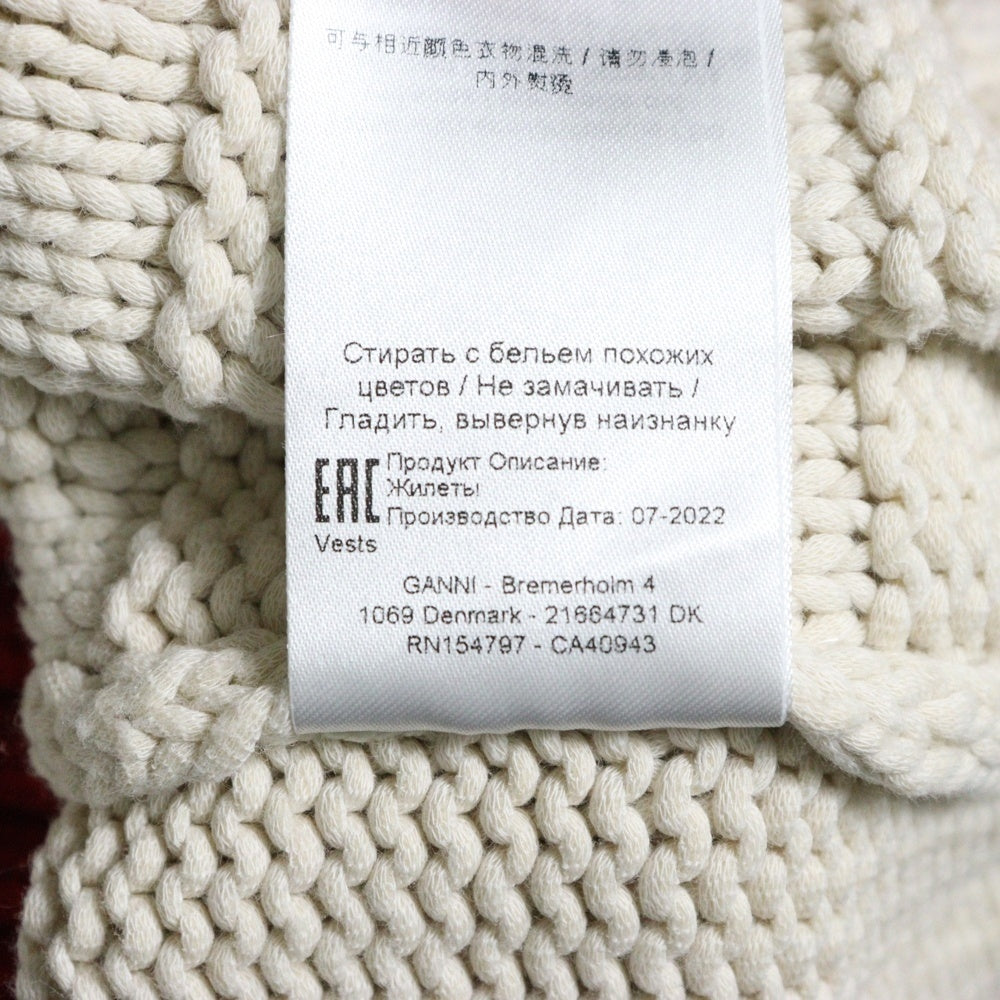 可与相近颜色衣物混洗 / 请勿浸泡 /
内外熨烫
Стирать с бельем похожих
цветов / Не замачивать /
Гладить, вывернув наизнанку
EAC Продукт Описание:
Жилеты
Производство Дата: 07-2022
Vests
GANNI - Bremerholm 4
1069 Denmark - 21664731 DK
RN154797 - CA40943